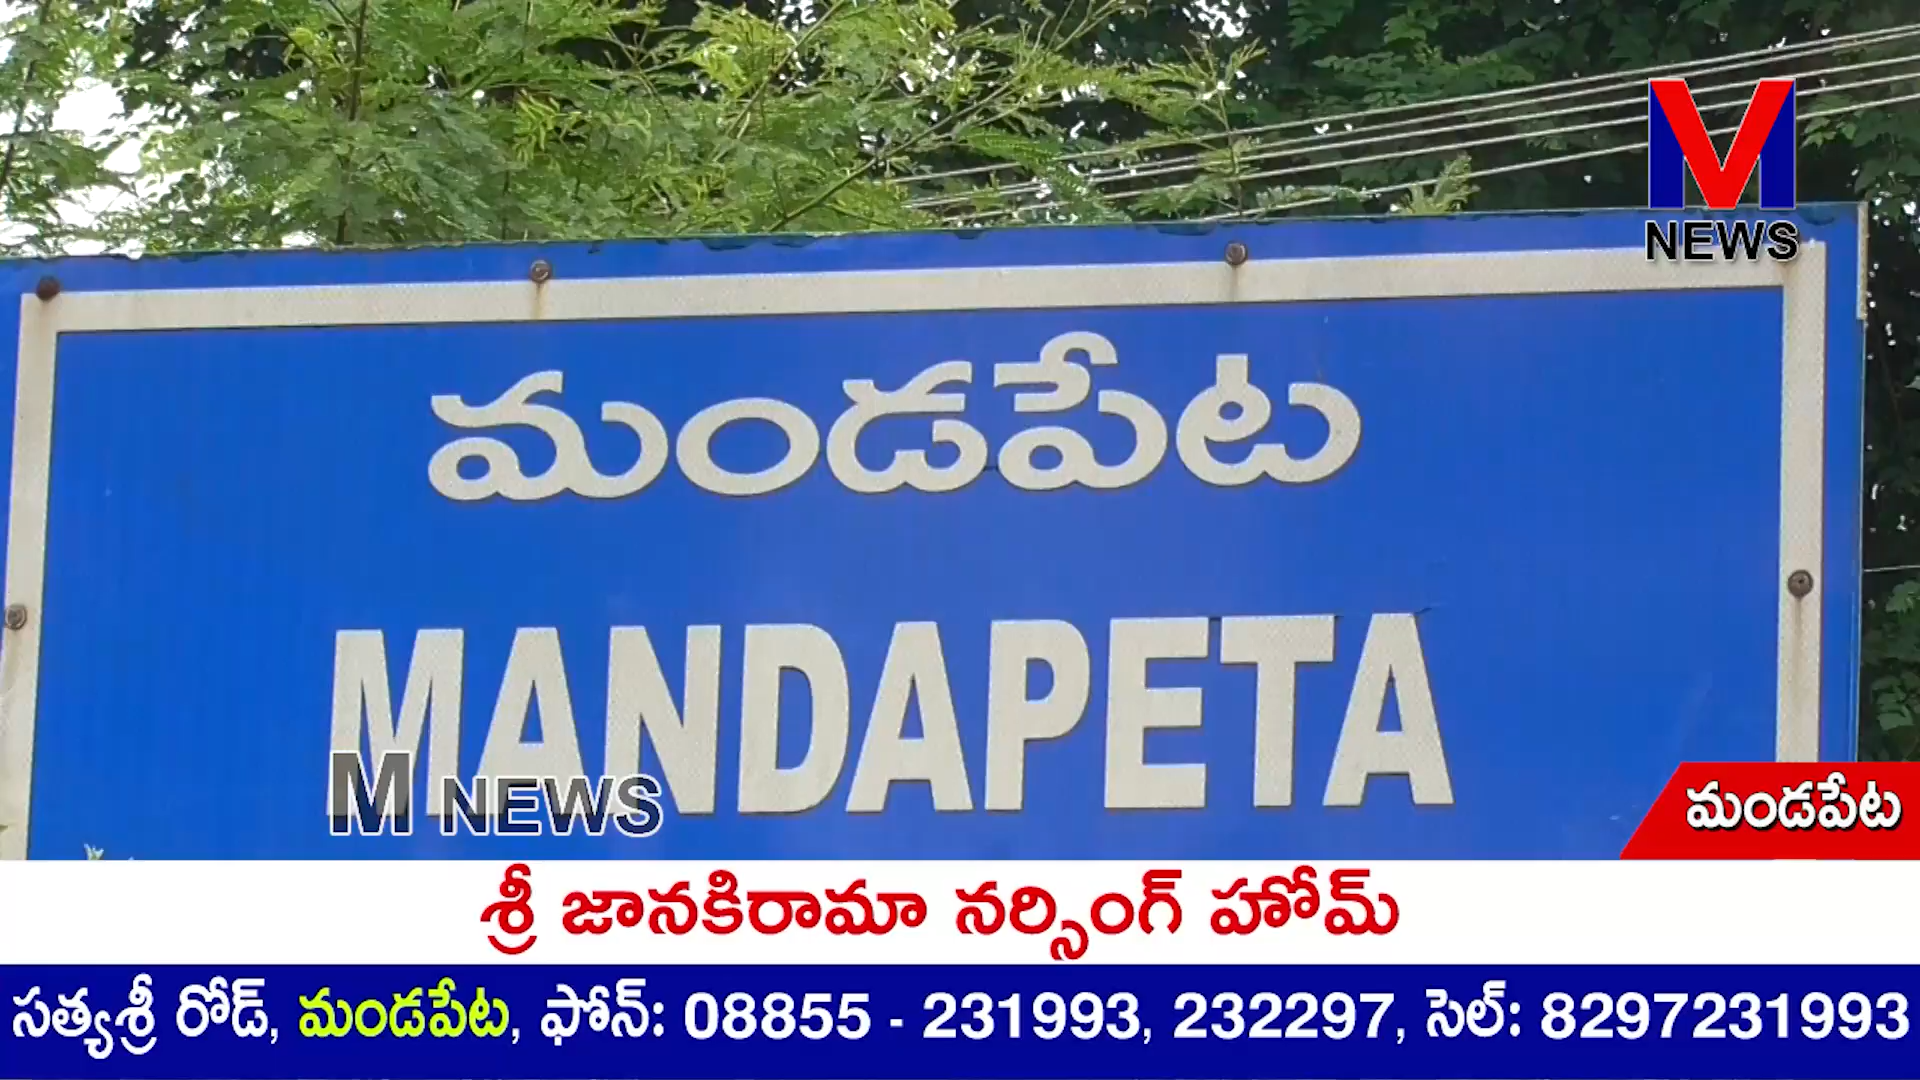 M
NEWS
మండపేట
MANDAPETA
M NEWS
మండపేట
శ్రీ జానకిరామా నర్సింగ్ హోమ్
సత్యశ్రీ రోడ్, మండపేట, ఫోన్: 08855 - 231993, 232297, సెల్: 8297231993